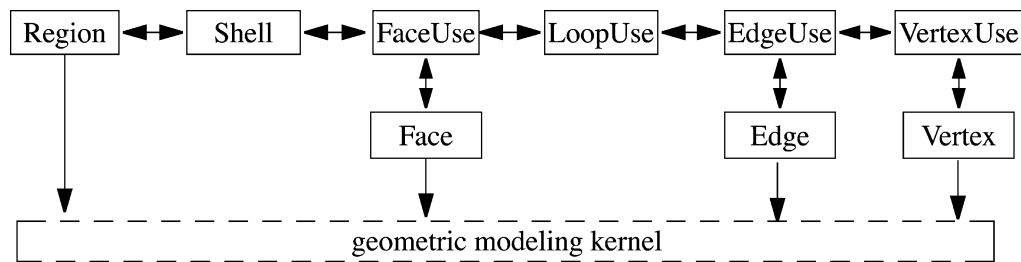 Region Shell FaceUse LoopUse EdgeUse VertexUse
Face Edge Vertex
geometric modeling kernel